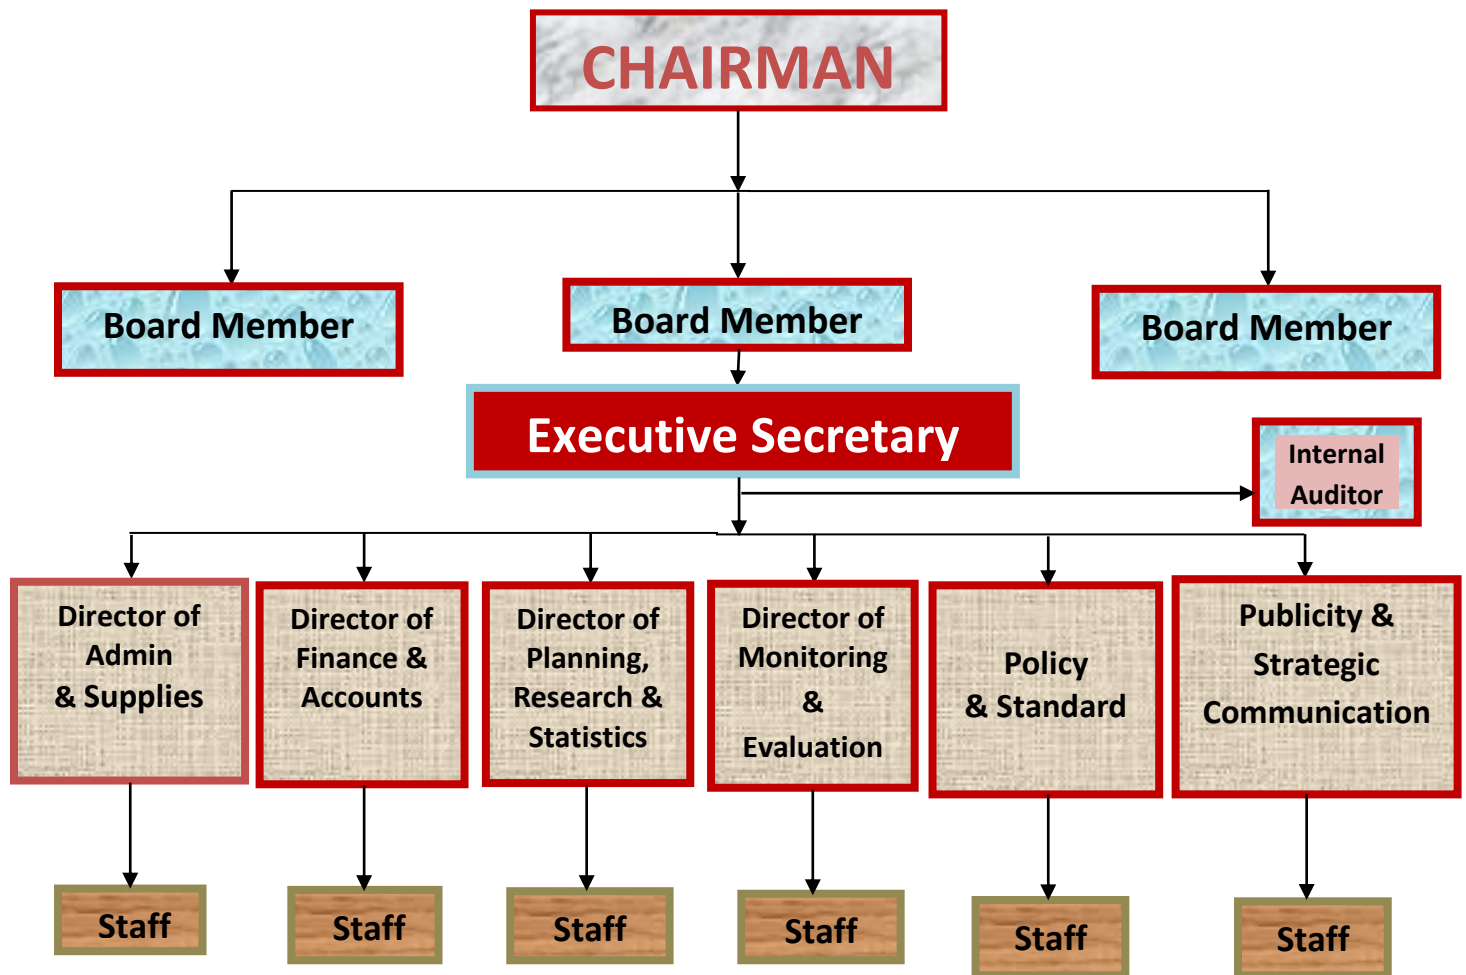 CHAIRMAN
Board Member
Board Member
Board Member
Executive Secretary
Internal
Auditor
Director of
Admin
& Supplies
Director of
Finance &
Accounts
Director of
Planning,
Research &
Statistics
Director of
Monitoring
&
Evaluation
Policy
& Standard
Publicity &
Strategic
Communication
Staff
Staff
Staff
Staff
Staff
Staff